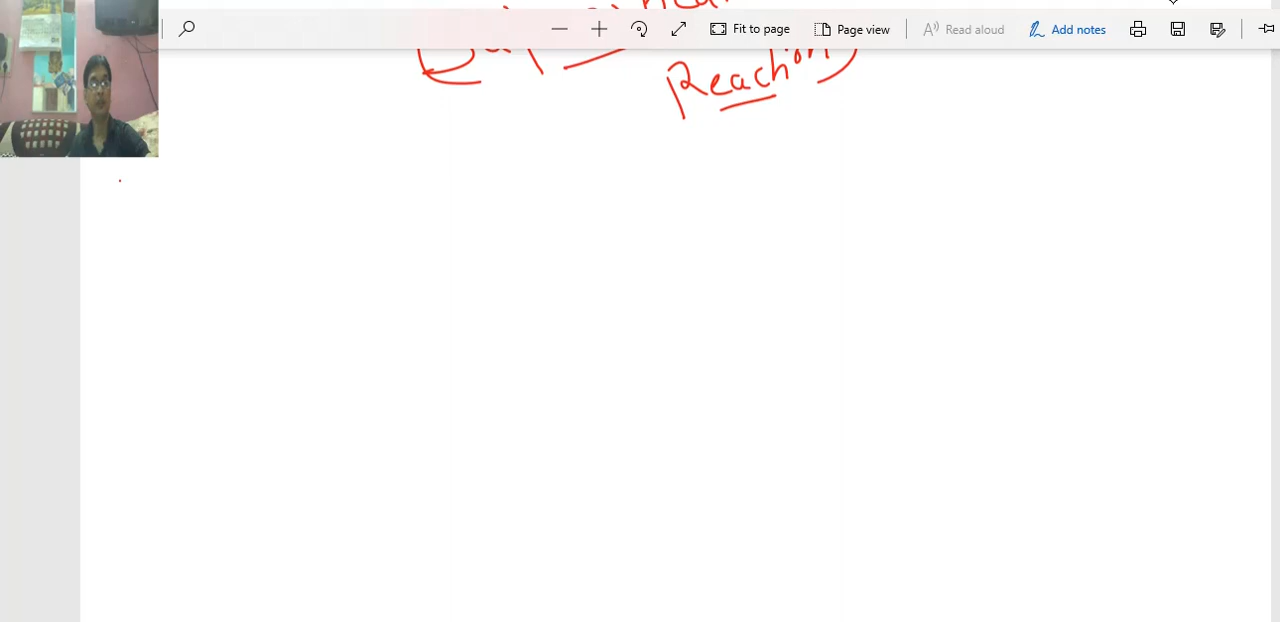 Fit to page
Page view
Read aloud
Add notes
Reaction